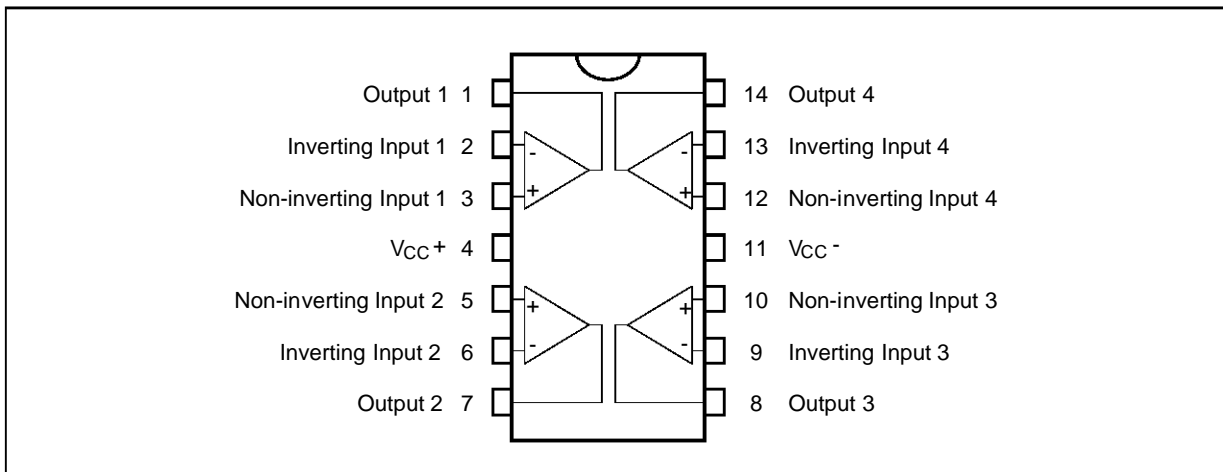 Output 1 1 14 Output 4
Inverting Input 1 2 - - 13 Inverting Input 4
Non-inverting Input 1 3 + + 12 Non-inverting Input 4
VCC+ 4 11 VCC-
Non-inverting Input 2 5 + + 10 Non-inverting Input 3
Inverting Input 2 6 - - 9 Inverting Input 3
Output 2 7 8 Output 3